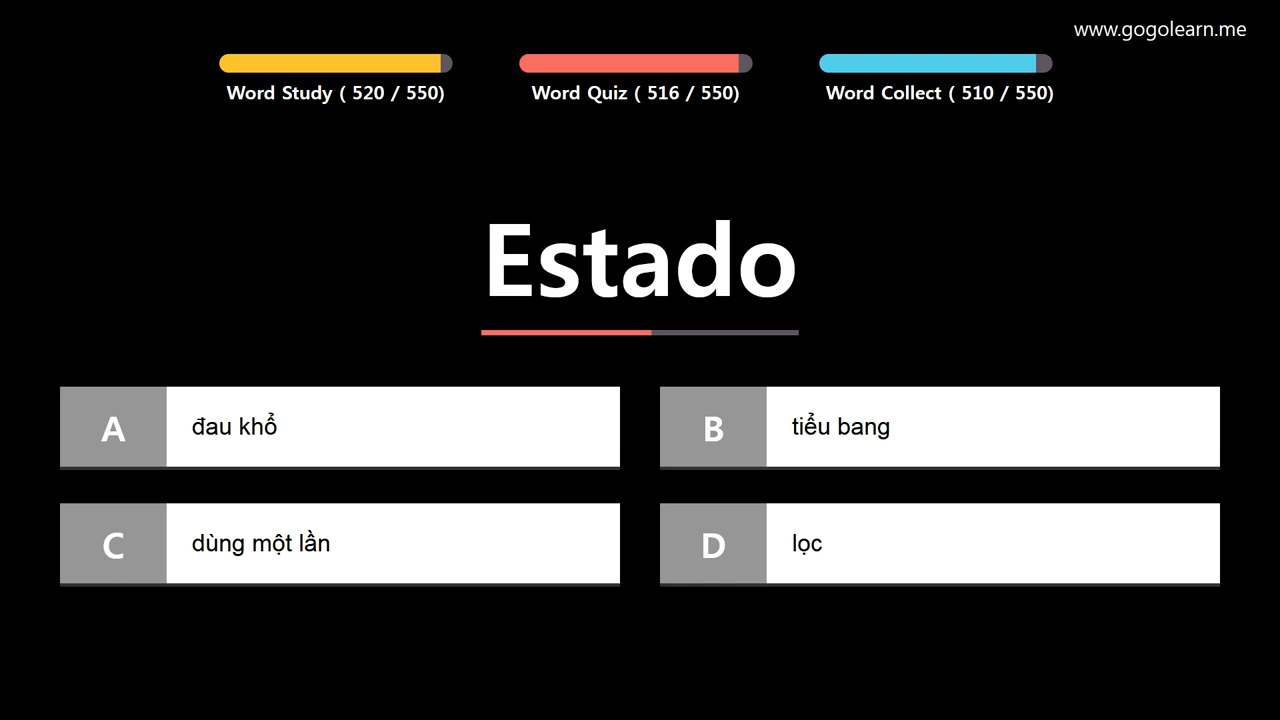 www.gogolearn.me
Word Study ( 520 / 550)
Word Quiz ( 516 / 550)
Word Collect ( 510 / 550)
Estado
A
đau khổ
B
tiểu bang
C
dùng một lần
D
lọc